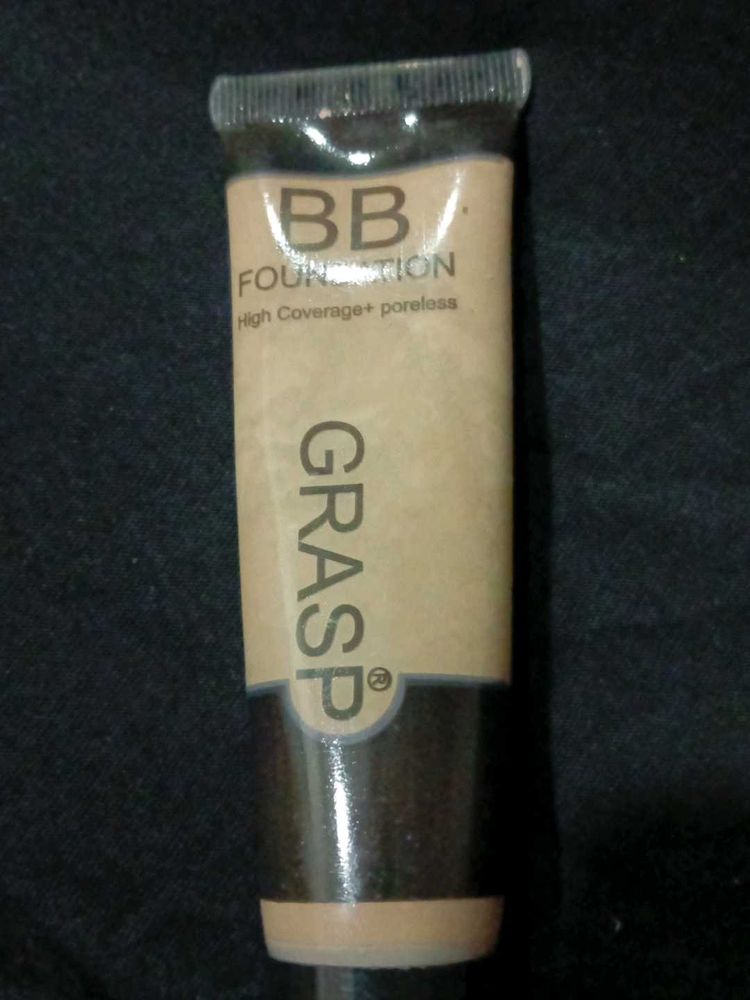 BB
FOUNDATION
High Coverage+ poreless
GRASP®